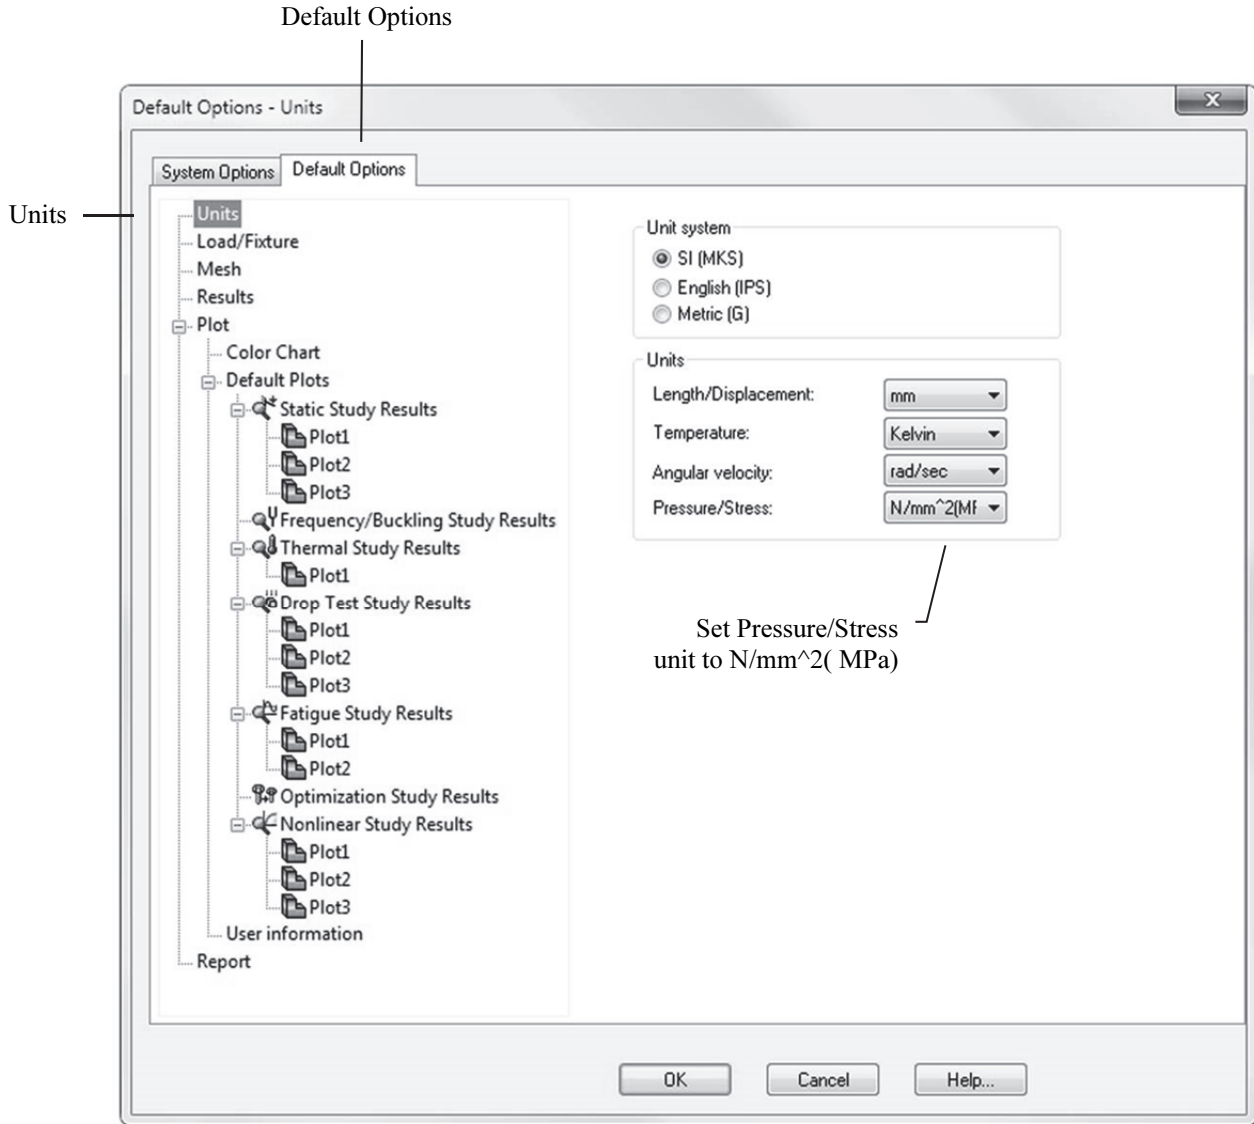 Default Options
Default Options - Units
System Options
Default Options
Units
Units
Load/Fixture
Mesh
Results
Plot
Color Chart
Default Plots
Static Study Results
Plot1
Plot2
Plot3
Frequency/Buckling Study Results
Thermal Study Results
Plot1
Drop Test Study Results
Plot1
Plot2
Plot3
Fatigue Study Results
Plot1
Plot2
Optimization Study Results
Nonlinear Study Results
Plot1
Plot2
Plot3
User information
Report
Unit system
SI (MKS)
English (IPS)
Metric (G)
Units
Length/Displacement: mm
Temperature: Kelvin
Angular velocity: rad/sec
Pressure/Stress: N/mm^2(MF
Set Pressure/Stress
unit to N/mm^2( MPa)
OK Cancel Help...